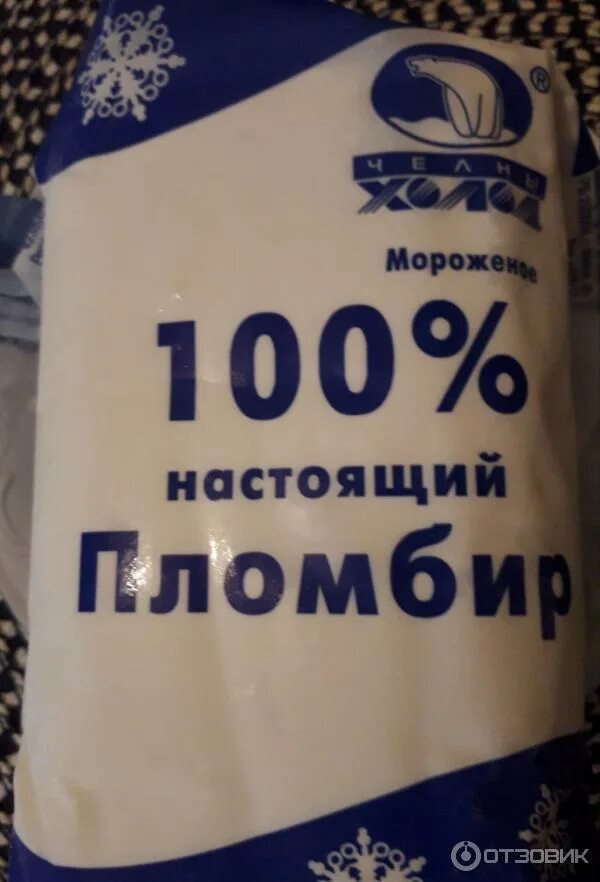 ®
ЧЕЛНЫ
ХОЛОД
Мороженое
100%
настоящий
Пломбир
ОТЗОВИК